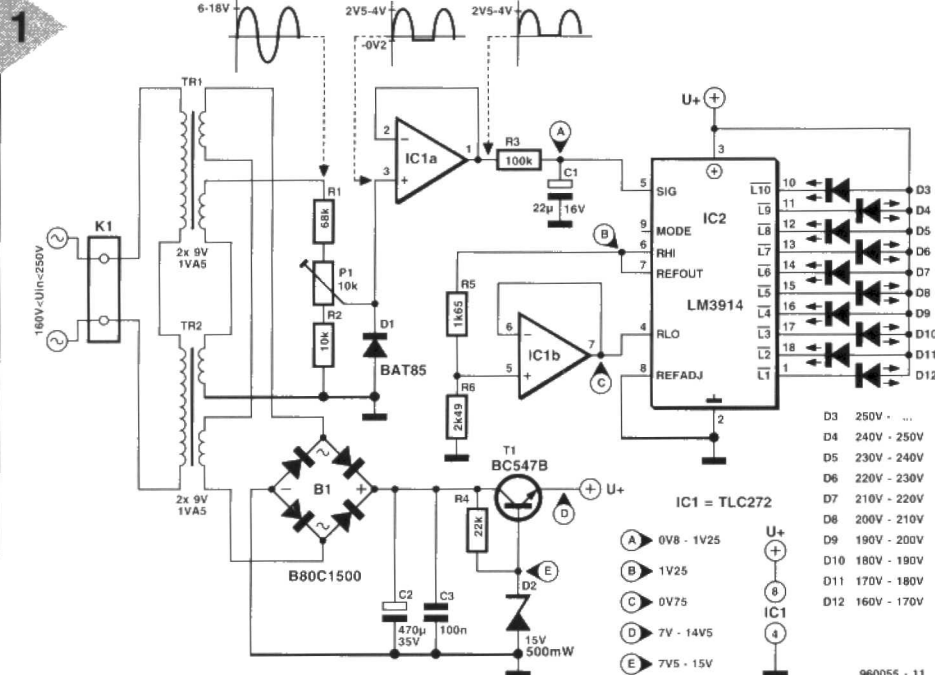 1
6-18V
2V5-4V
-0V2
2V5-4V
TR1
K1
160V<Uin<250V
2x 9V
1VA5
TR2
2x 9V
1VA5
R1
68k
P1
10k
R2
10k
D1
BAT85
2
3
1
IC1a
R3
100k
A
C1
22µ
16V
U+
3
5
SIG
IC2
9
MODE
B
6
RHI
7
REFOUT
LM3914
4
RLO
8
REFADJ
2
L10
10
D3
L9
11
D4
L8
12
D5
L7
13
D6
L6
14
D7
L5
15
D8
L4
16
D9
L3
17
D10
L2
18
D11
L1
1
D12
R5
1k65
R6
2k49
6
5
7
IC1b
C
B1
B80C1500
C2
470µ
35V
C3
100n
R4
22k
T1
BC547B
U+
D
E
D2
15V
500mW
IC1 = TLC272
A 0V8 - 1V25
B 1V25
C 0V75
D 7V - 14V5
E 7V5 - 15V
U+
8
IC1
4
D3 250V - ...
D4 240V - 250V
D5 230V - 240V
D6 220V - 230V
D7 210V - 220V
D8 200V - 210V
D9 190V - 200V
D10 180V - 190V
D11 170V - 180V
D12 160V - 170V
960055 - 11